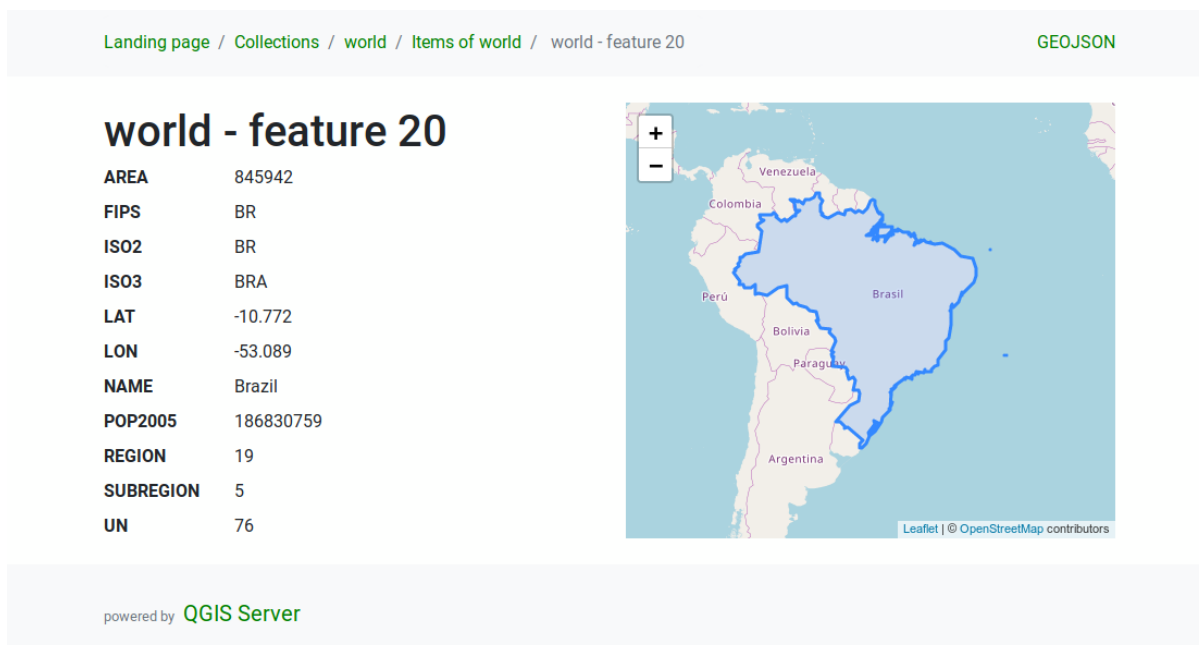 Landing page / Collections / world / Items of world / world - feature 20 GEOJSON
world - feature 20
AREA 845942
FIPS BR
ISO2 BR
ISO3 BRA
LAT -10.772
LON -53.089
NAME Brazil
POP2005 186830759
REGION 19
SUBREGION 5
UN 76
+
−
Venezuela
Colombia
Perú
Brasil
Bolivia
Paraguay
Argentina
Leaflet | © OpenStreetMap contributors
powered by QGIS Server